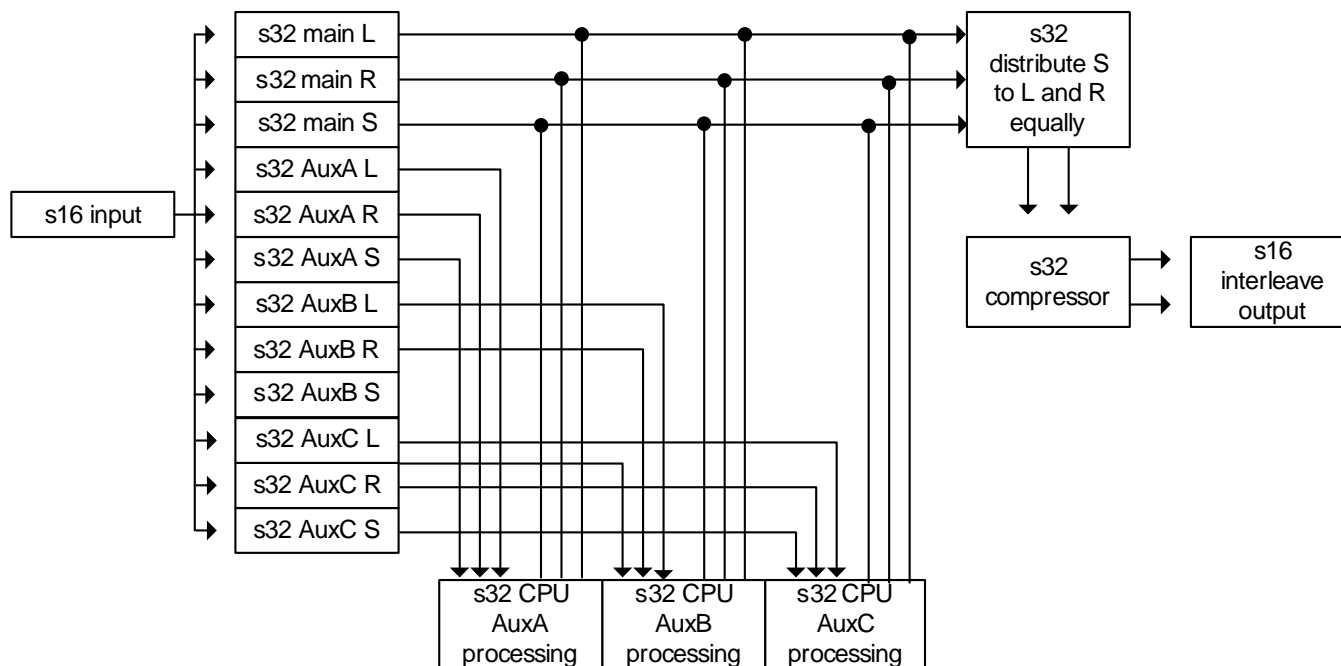 s32 main L
s32 main R
s32 main S
s32 AuxA L
s32 AuxA R
s32 AuxA S
s32 AuxB L
s32 AuxB R
s32 AuxB S
s32 AuxC L
s32 AuxC R
s32 AuxC S
s16 input
s32
distribute S
to L and R
equally
s32
compressor
s16
interleave
output
s32 CPU
AuxA
processing
s32 CPU
AuxB
processing
s32 CPU
AuxC
processing